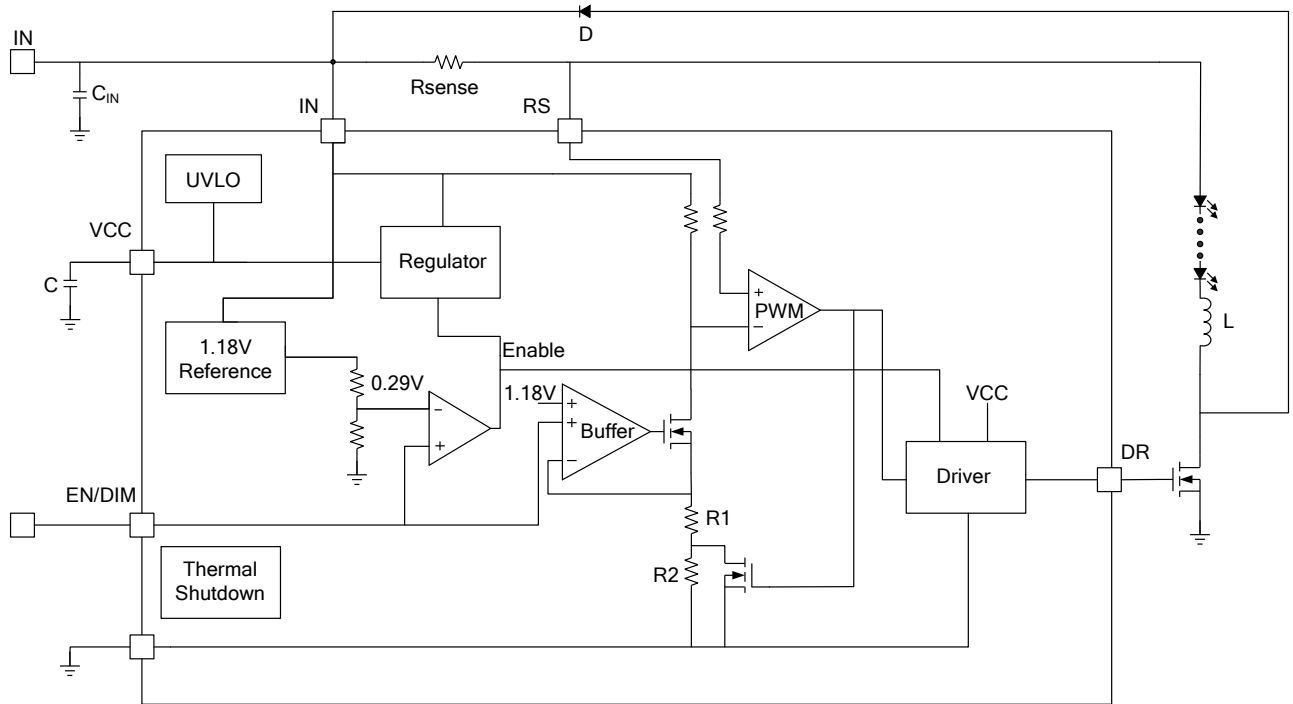 D
IN
Rsense
CIN
IN
RS
UVLO
VCC
Regulator
C
+
PWM
−
L
1.18V
Reference
Enable
0.29V
−
+
1.18V
+
+
Buffer
−
VCC
Driver
DR
EN/DIM
R1
R2
Thermal
Shutdown